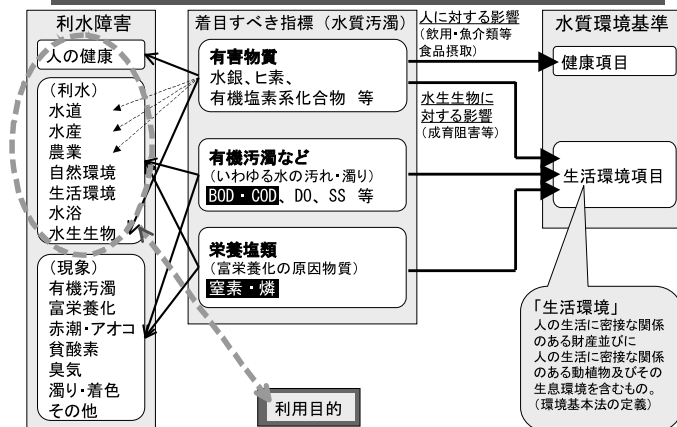 利水障害
人の健康
(利水)
水道
水産
農業
自然環境
生活環境
水浴
水生生物
(現象)
有機汚濁
富栄養化
赤潮・アオコ
貧酸素
臭気
濁り・着色
その他
着目すべき指標（水質汚濁）
有害物質
水銀、ヒ素、
有機塩素系化合物 等
有機汚濁など
(いわゆる水の汚れ・濁り)
BOD・COD、DO、SS 等
栄養塩類
(富栄養化の原因物質)
窒素・燐
利用目的
人に対する影響
(飲用・魚介類等
食品摂取)
水生生物に
対する影響
(成育阻害等)
水質環境基準
健康項目
生活環境項目
「生活環境」
人の生活に密接な関係
のある財産並びに
人の生活に密接な関係
のある動植物及びその
生息環境を含むもの。
(環境基本法の定義)